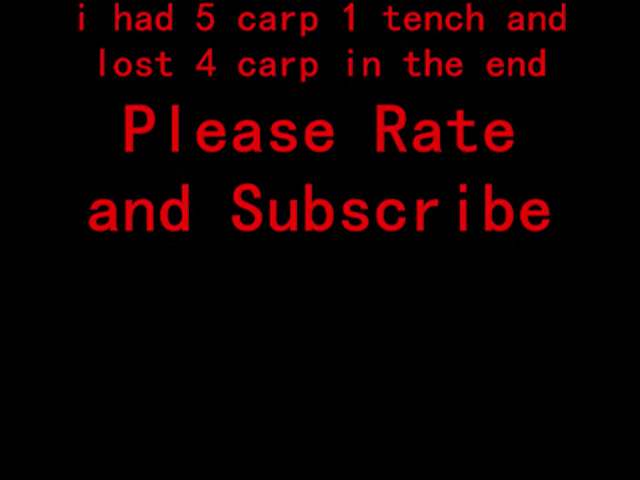 i had 5 carp 1 tench and
lost 4 carp in the end
Please Rate
and Subscribe